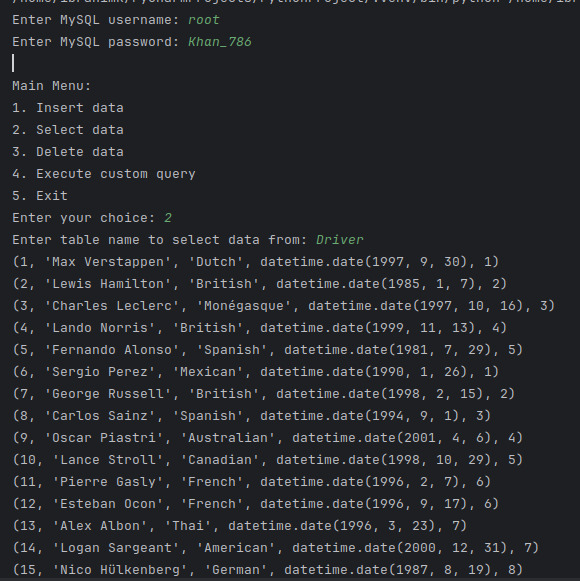 Enter MySQL username: root
Enter MySQL password: Khan_786
Main Menu:
1. Insert data
2. Select data
3. Delete data
4. Execute custom query
5. Exit
Enter your choice: 2
Enter table name to select data from: Driver
(1, 'Max Verstappen', 'Dutch', datetime.date(1997, 9, 30), 1)
(2, 'Lewis Hamilton', 'British', datetime.date(1985, 1, 7), 2)
(3, 'Charles Leclerc', 'Monégasque', datetime.date(1997, 10, 16), 3)
(4, 'Lando Norris', 'British', datetime.date(1999, 11, 13), 4)
(5, 'Fernando Alonso', 'Spanish', datetime.date(1981, 7, 29), 5)
(6, 'Sergio Perez', 'Mexican', datetime.date(1990, 1, 26), 1)
(7, 'George Russell', 'British', datetime.date(1998, 2, 15), 2)
(8, 'Carlos Sainz', 'Spanish', datetime.date(1994, 9, 1), 3)
(9, 'Oscar Piastri', 'Australian', datetime.date(2001, 4, 6), 4)
(10, 'Lance Stroll', 'Canadian', datetime.date(1998, 10, 29), 5)
(11, 'Pierre Gasly', 'French', datetime.date(1996, 2, 7), 6)
(12, 'Esteban Ocon', 'French', datetime.date(1996, 9, 17), 6)
(13, 'Alex Albon', 'Thai', datetime.date(1996, 3, 23), 7)
(14, 'Logan Sargeant', 'American', datetime.date(2000, 12, 31), 7)
(15, 'Nico Hülkenberg', 'German', datetime.date(1987, 8, 19), 8)